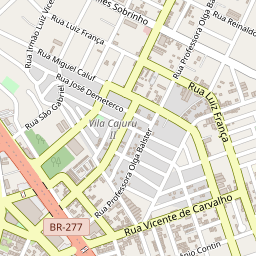 mes Sobrinho
Rua Reinaldo
Rua Luiz França
Rua Irmão Luiz Vice
Rua Professora Olga Balster
Rua Miguel Caluf
Rua José Demeterco
Rua São Gabriel
Rua Luiz França
Vila Cajuru
Rua Professora Olga Balster
BR-277
Rua Vicente de Carvalho
nio Contin